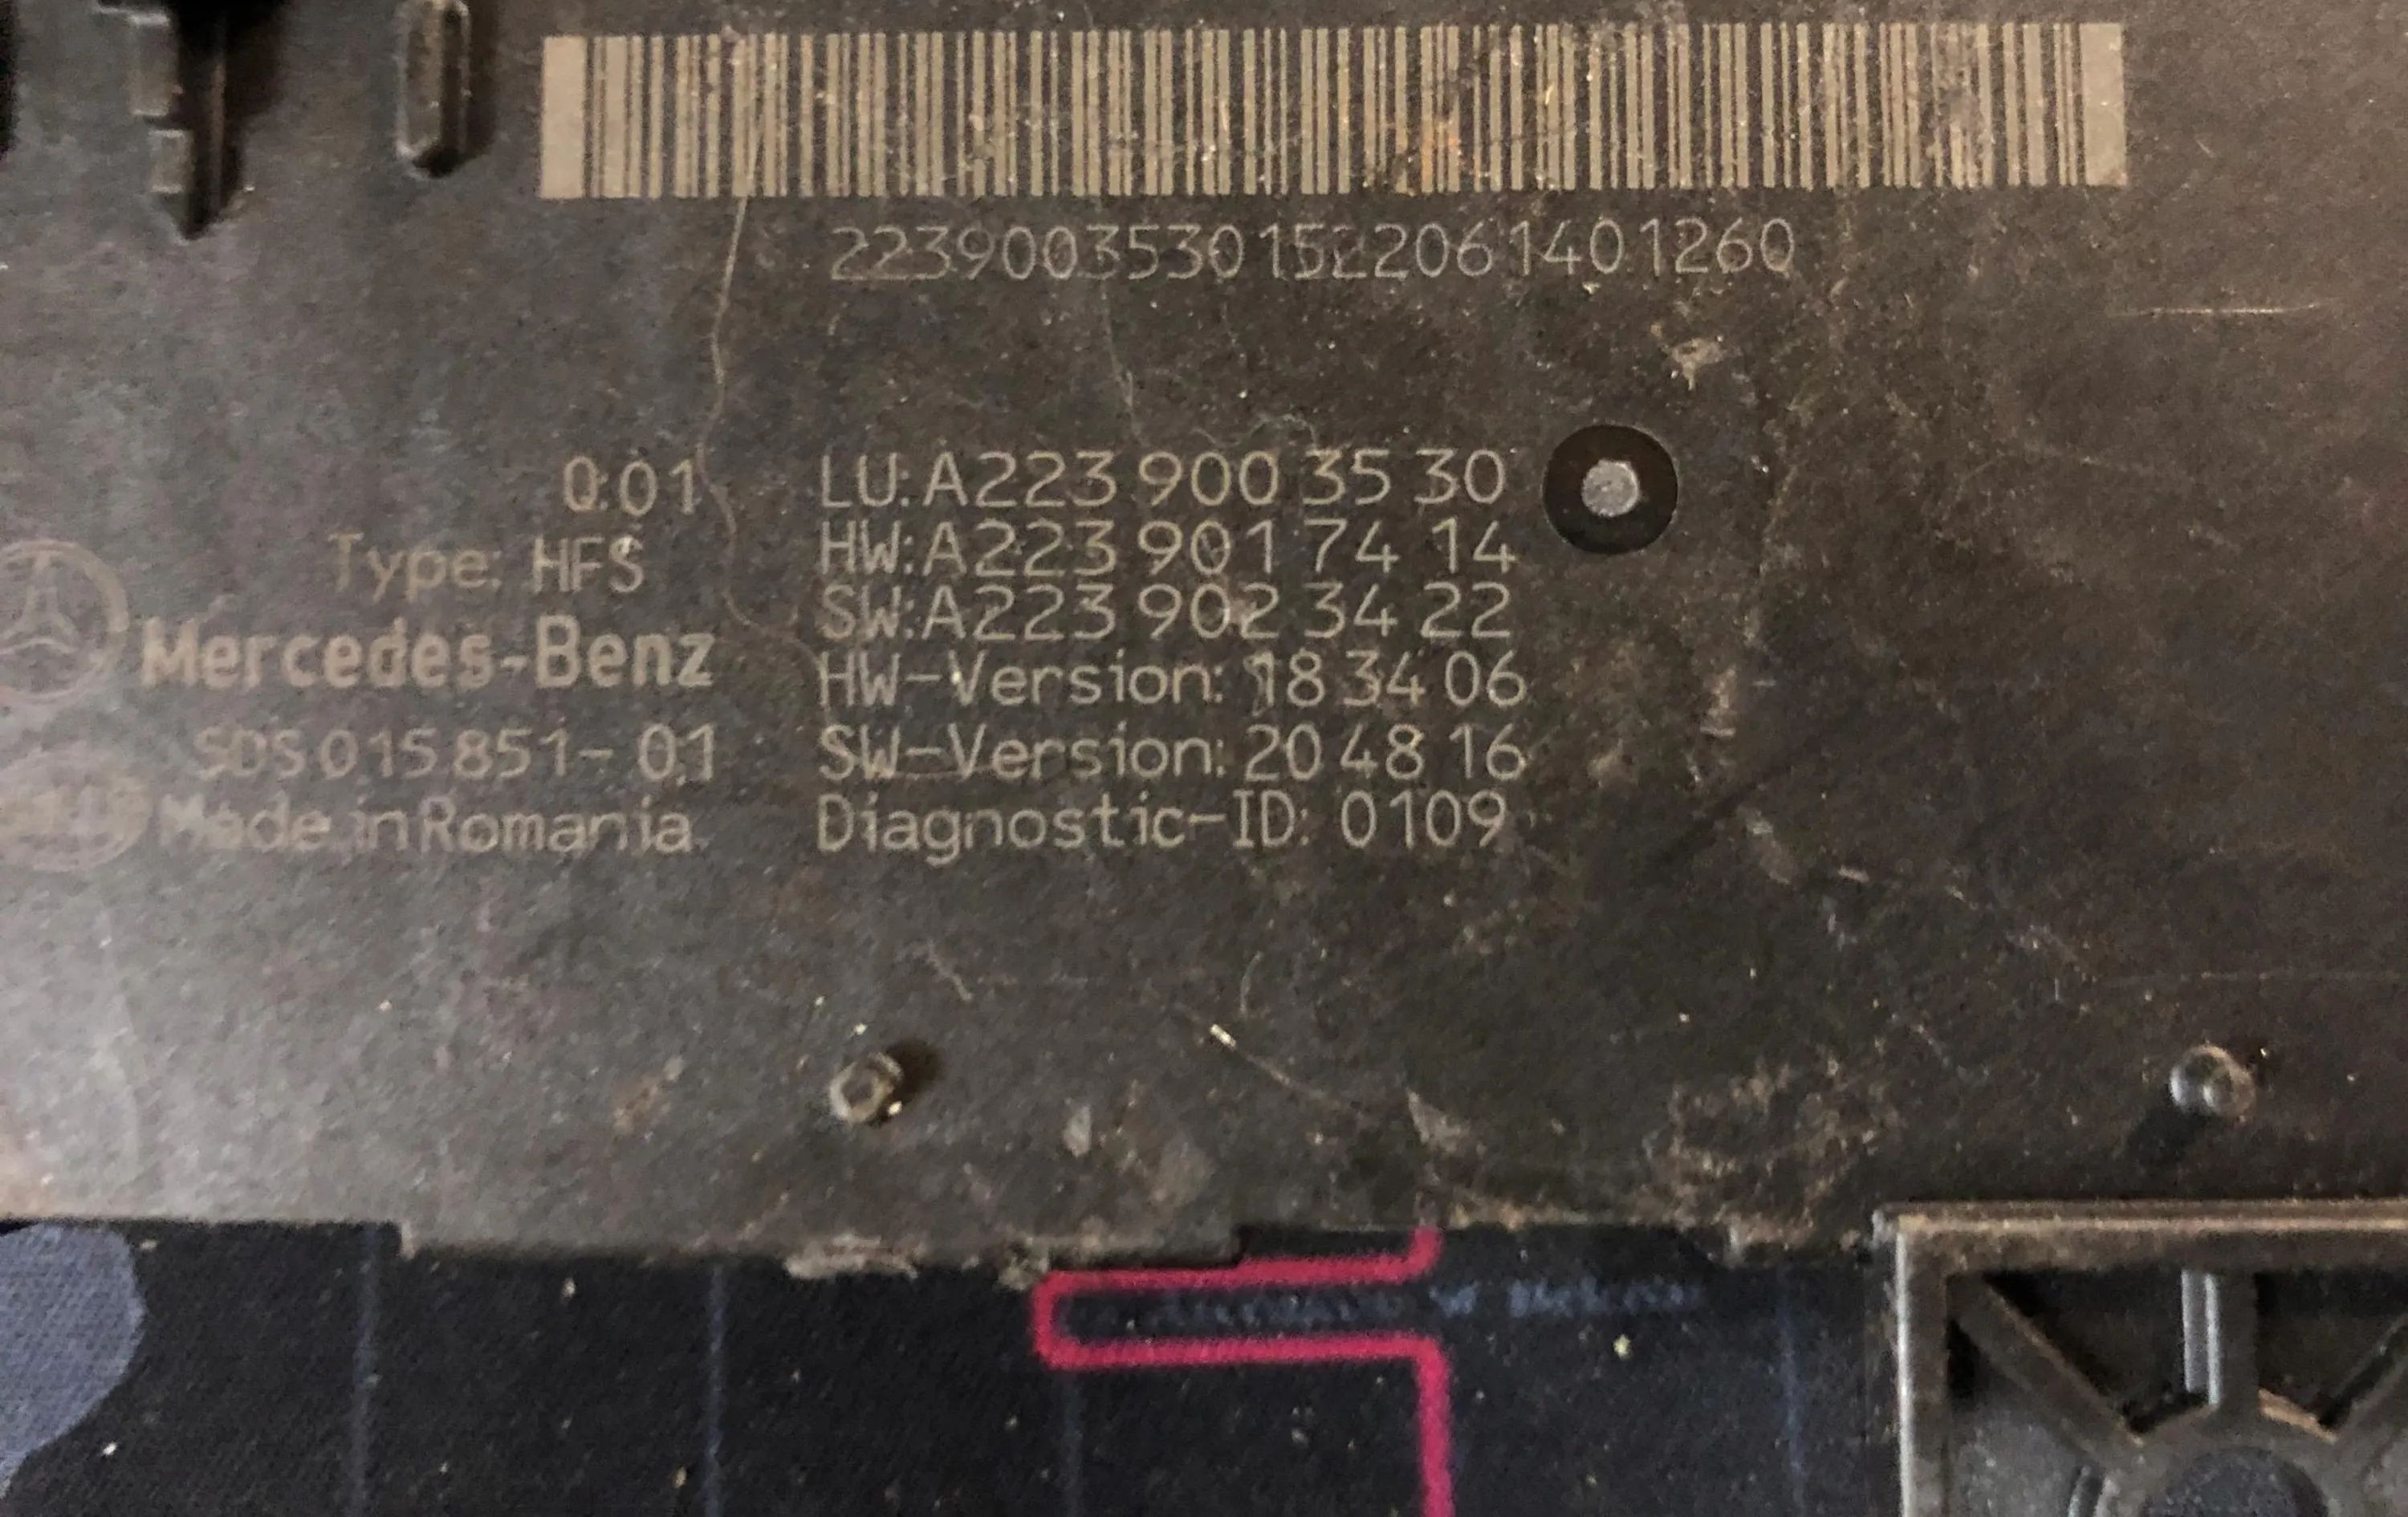 22390035301522061401260
Q:01
Type: HFS
Mercedes-Benz
SDS 015 851- 01
Made in Romania
LU: A223 900 35 30
HW: A223 901 74 14
SW: A223 902 34 22
HW-Version: 18 34 06
SW-Version: 20 48 16
Diagnostic-ID: 0109